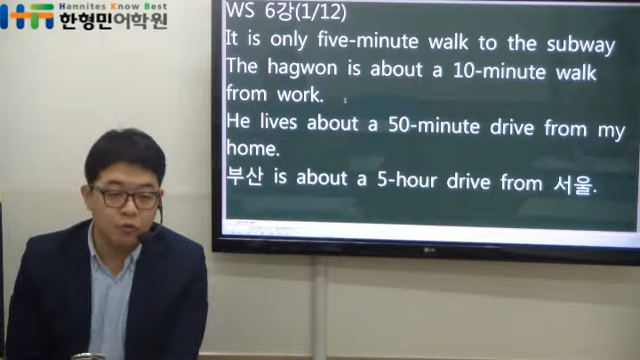 Hannites Know Best
한형민어학원
WS 6강(1/12)
It is only five-minute walk to the subway
The hagwon is about a 10-minute walk
from work.
He lives about a 50-minute drive from my
home.
부산 is about a 5-hour drive from 서울.
LG